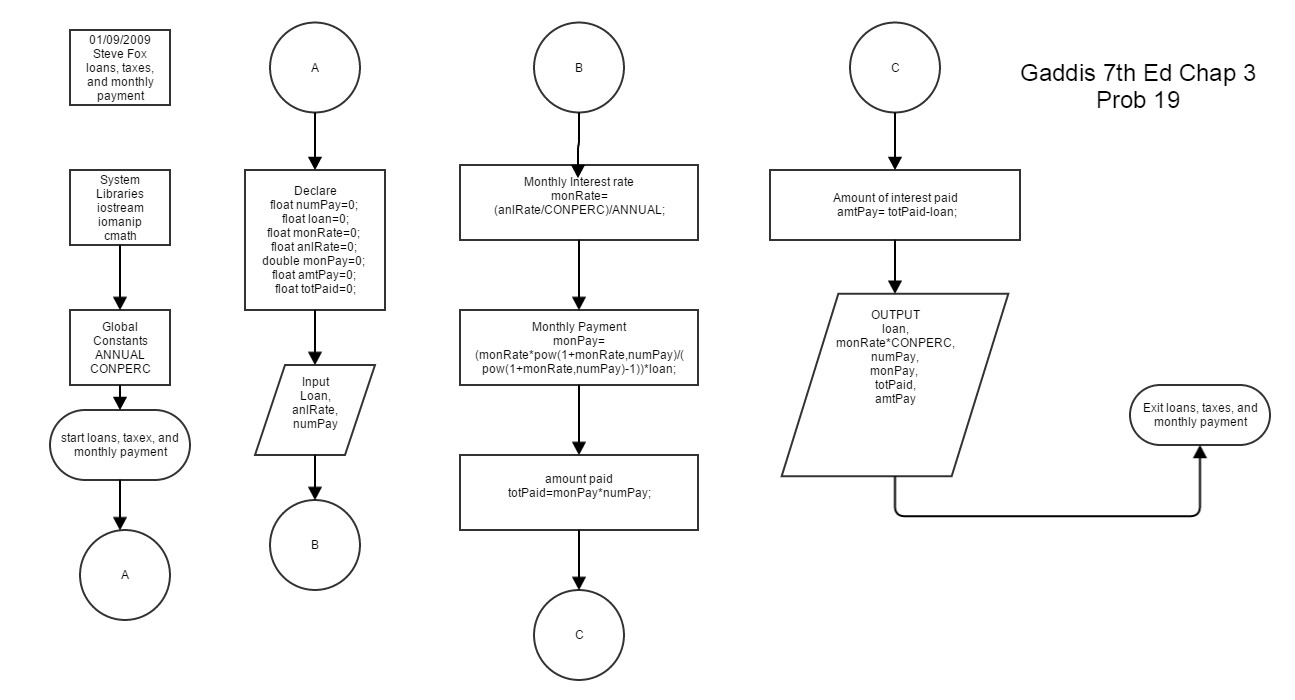 01/09/2009
Steve Fox
loans, taxes,
and monthly
payment
System
Libraries
iostream
iomanip
cmath
Global
Constants
ANNUAL
CONPERC
start loans, taxex, and
monthly payment
A
A
Declare
float numPay=0;
float loan=0;
float monRate=0;
float anlRate=0;
double monPay=0;
float amtPay=0;
float totPaid=0;
Input
Loan,
anlRate,
numPay
B
B
Monthly Interest rate
monRate=
(anlRate/CONPERC)/ANNUAL;
Monthly Payment
monPay=
(monRate*pow(1+monRate,numPay)/(
pow(1+monRate,numPay)-1))*loan;
amount paid
totPaid=monPay*numPay;
C
C
Amount of interest paid
amtPay= totPaid-loan;
OUTPUT
loan,
monRate*CONPERC,
numPay,
monPay,
totPaid,
amtPay
Gaddis 7th Ed Chap 3
Prob 19
Exit loans, taxes, and
monthly payment